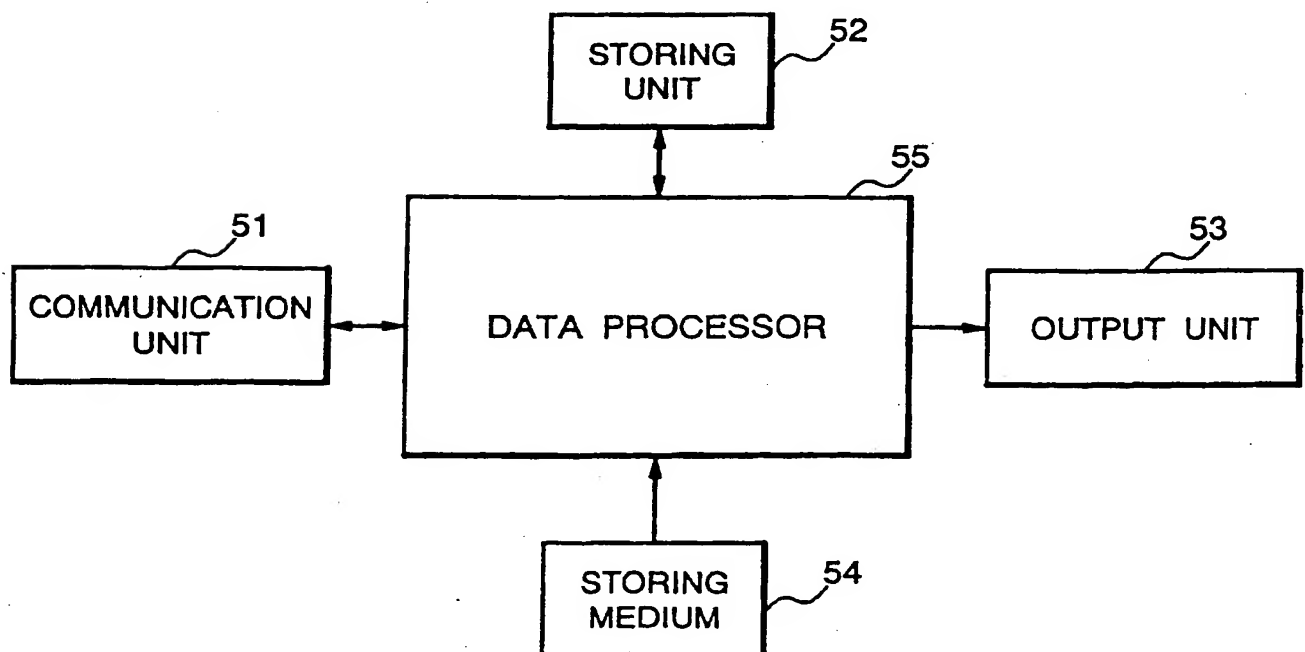 52
STORING
UNIT
55
51
53
COMMUNICATION
UNIT
DATA PROCESSOR
OUTPUT UNIT
54
STORING
MEDIUM